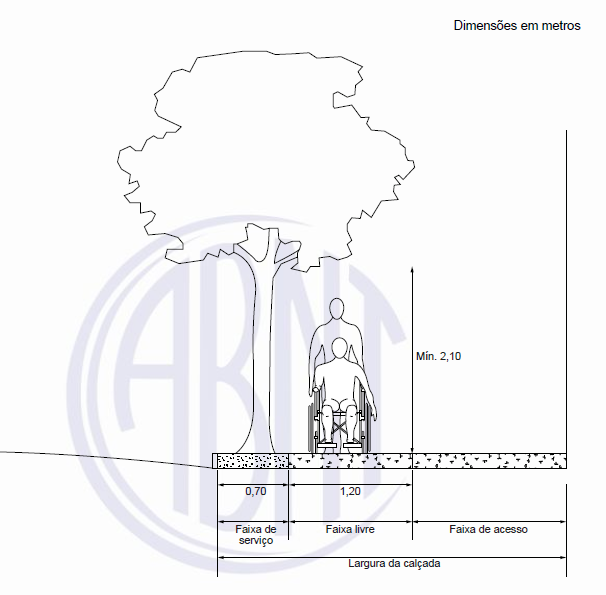 Dimensões em metros
ABNT
Mín. 2,10
0,70
1,20
Faixa de
serviço
Faixa livre
Faixa de acesso
Largura da calçada